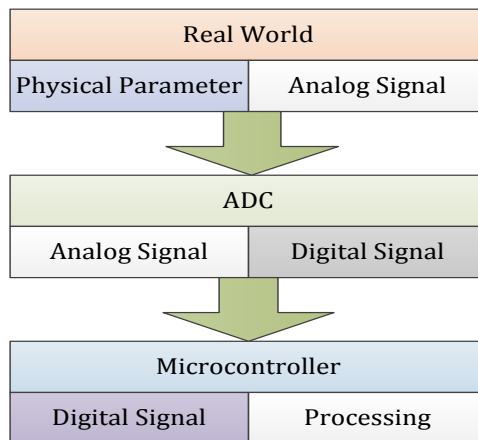 Real World
Physical Parameter Analog Signal
ADC
Analog Signal Digital Signal
Microcontroller
Digital Signal Processing